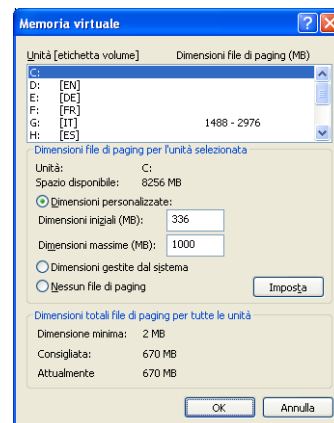 Memoria virtuale
Unità [etichetta volume] Dimensioni file di paging (MB)
C:
D: [EN]
E: [DE]
F: [FR]
G: [IT] 1488 - 2976
H: [ES]
Dimensioni file di paging per l'unità selezionata
Unità: C:
Spazio disponibile: 8256 MB
Dimensioni personalizzate:
Dimensioni iniziali (MB): 336
Dimensioni massime (MB): 1000
Dimensioni gestite dal sistema
Nessun file di paging Imposta
Dimensioni totali file di paging per tutte le unità
Dimensione minima: 2 MB
Consigliata: 670 MB
Attualmente 670 MB
OK Annulla